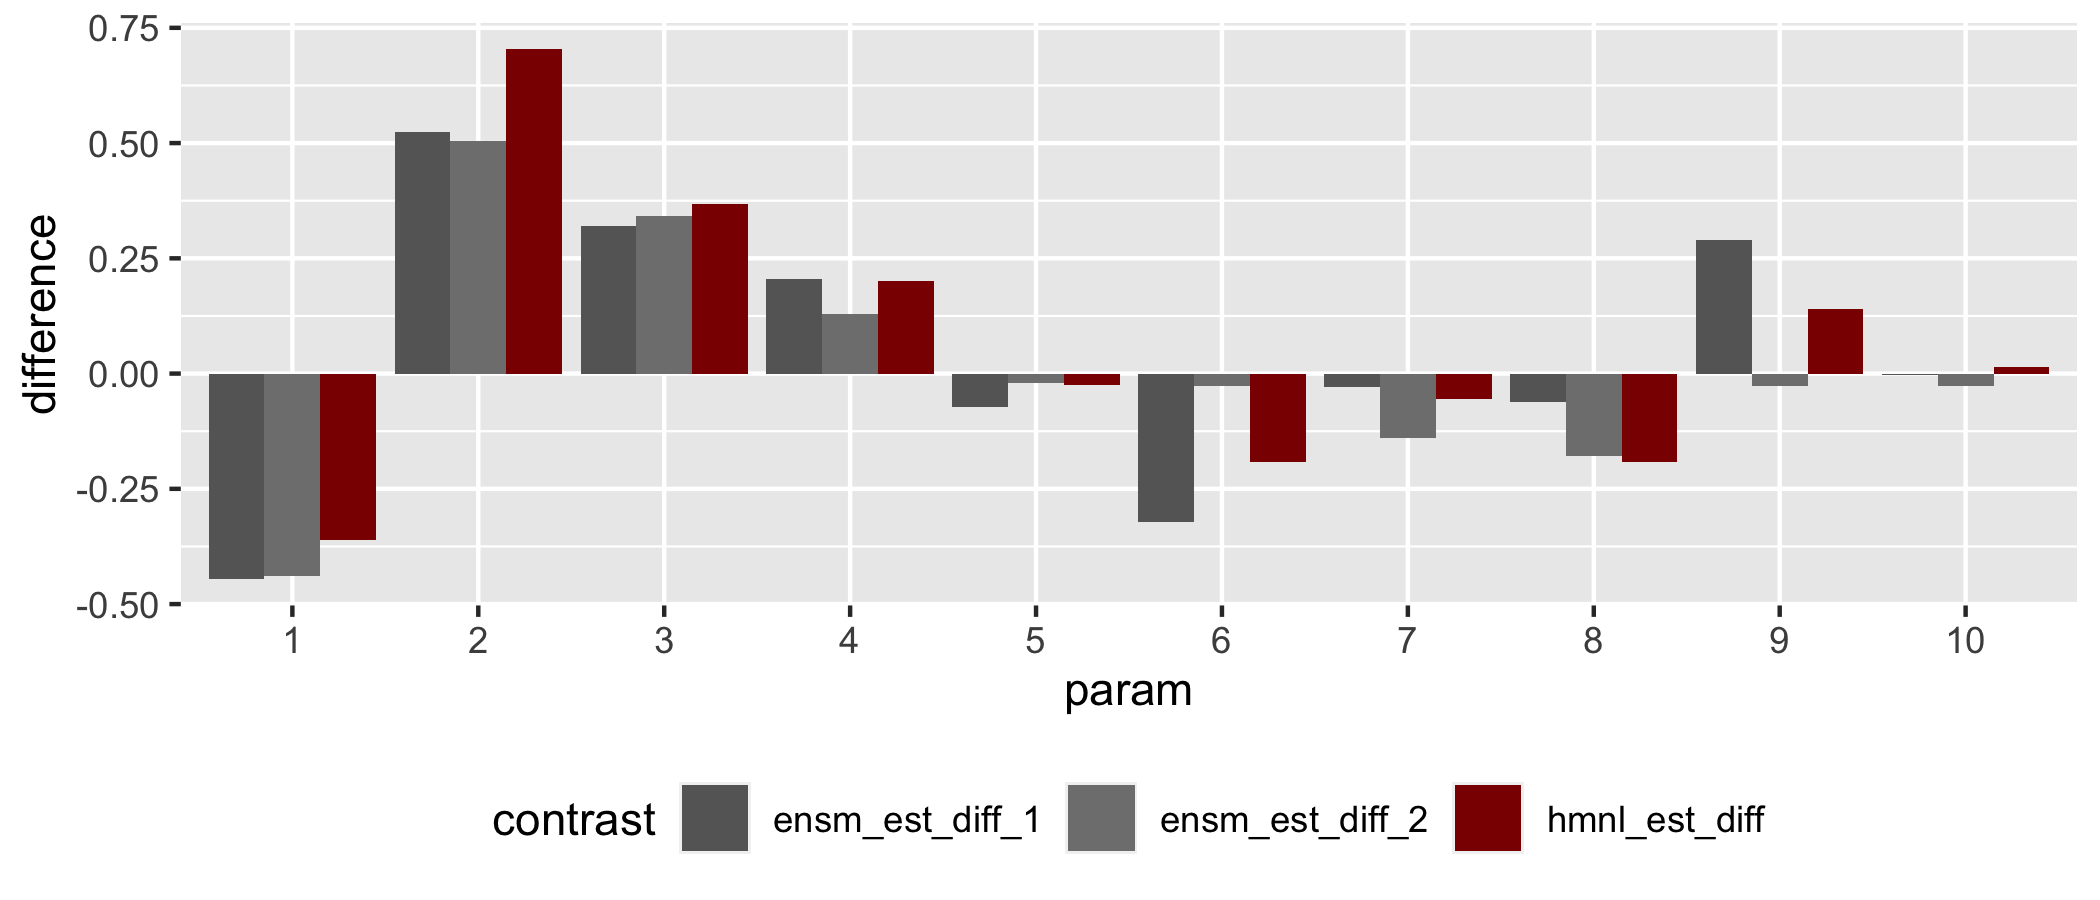 0.75
0.50
0.25
0.00
-0.25
-0.50
difference
1 2 3 4 5 6 7 8 9 10
param
contrast ensm_est_diff_1 ensm_est_diff_2 hmnl_est_diff